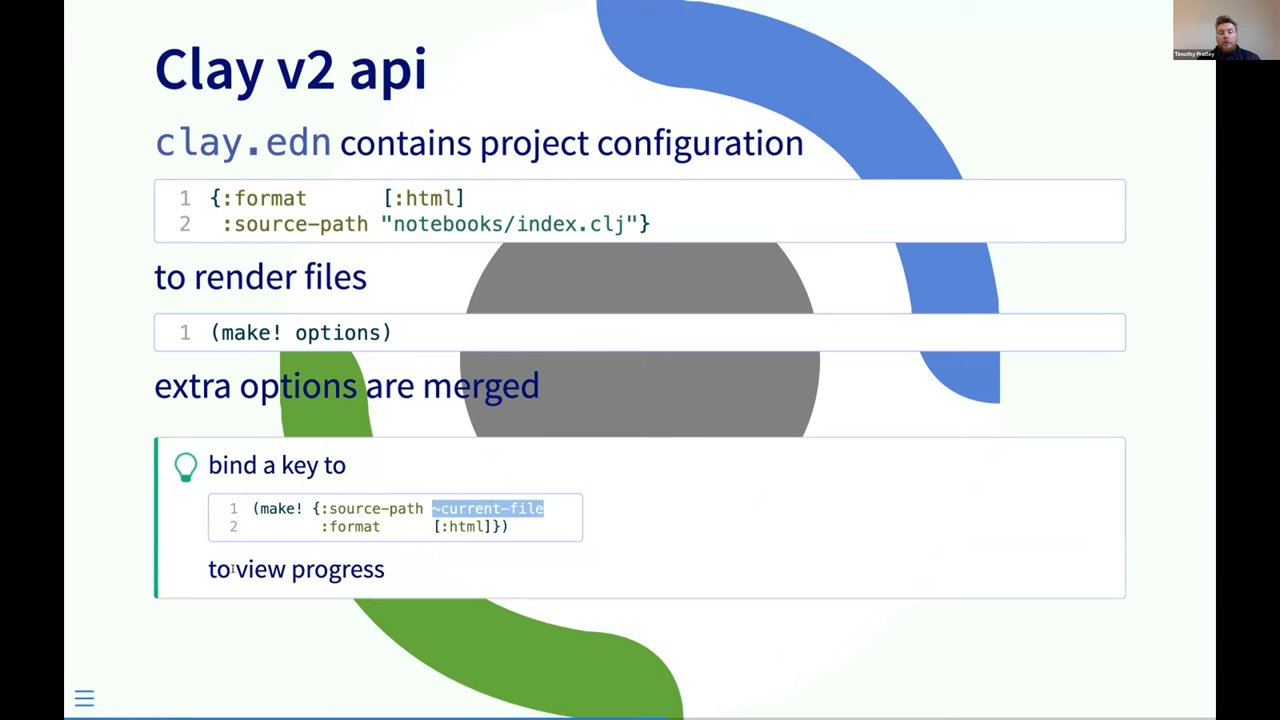 Clay v2 api
clay.edn contains project configuration
1 {:format [:html]
2 :source-path "notebooks/index.clj"}
to render files
1 (make! options)
extra options are merged
bind a key to
1 (make! {:source-path ~current-file
2 :format [:html]})
to view progress
Timothy Pratley